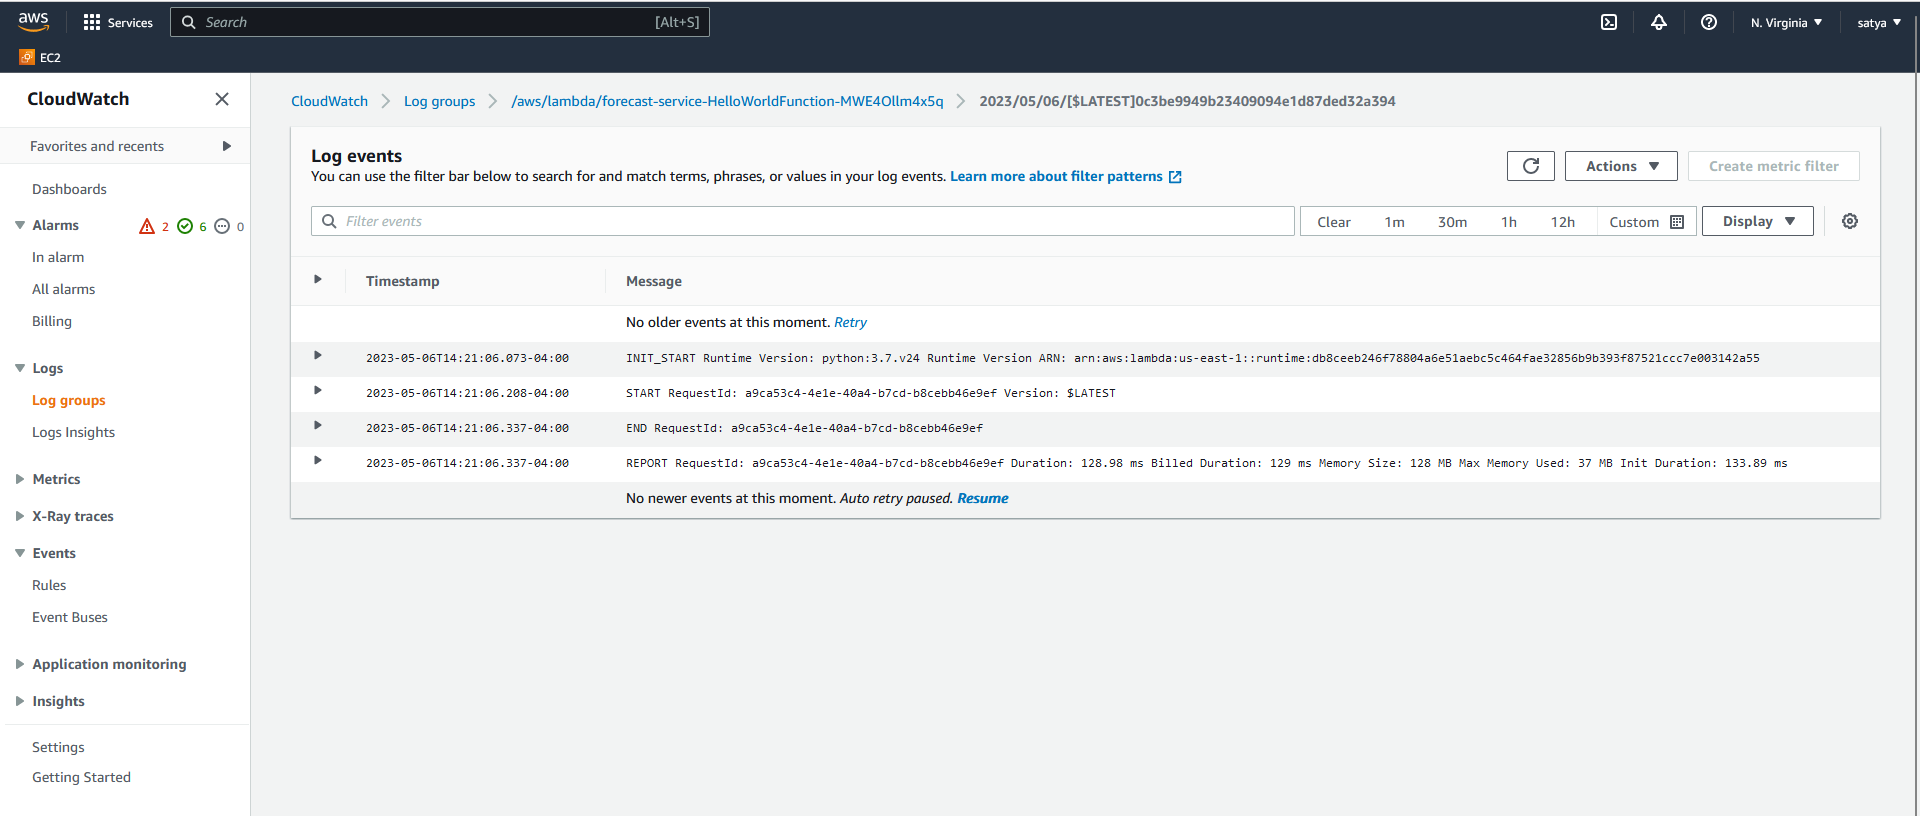 aws
Services
Search
[Alt+S]
N. Virginia
satya
EC2
CloudWatch
Favorites and recents
Dashboards
Alarms 2 6 0
In alarm
All alarms
Billing
Logs
Log groups
Logs Insights
Metrics
X-Ray traces
Events
Rules
Event Buses
Application monitoring
Insights
Settings
Getting Started
CloudWatch
Log groups
/aws/lambda/forecast-service-HelloWorldFunction-MWE4Ollm4x5q
2023/05/06/[$LATEST]0c3be9949b23409094e1d87ded32a394
Log events
You can use the filter bar below to search for and match terms, phrases, or values in your log events. Learn more about filter patterns
Actions
Create metric filter
Filter events
Clear 1m 30m 1h 12h Custom
Display
Timestamp Message
No older events at this moment. Retry
2023-05-06T14:21:06.073-04:00 INIT_START Runtime Version: python:3.7.v24 Runtime Version ARN: arn:aws:lambda:us-east-1::runtime:db8ceeb246f78804a6e51aebc5c464fae32856b9b393f87521ccc7e003142a55
2023-05-06T14:21:06.208-04:00 START RequestId: a9ca53c4-4e1e-40a4-b7cd-b8cebb46e9ef Version: $LATEST
2023-05-06T14:21:06.337-04:00 END RequestId: a9ca53c4-4e1e-40a4-b7cd-b8cebb46e9ef
2023-05-06T14:21:06.337-04:00 REPORT RequestId: a9ca53c4-4e1e-40a4-b7cd-b8cebb46e9ef Duration: 128.98 ms Billed Duration: 129 ms Memory Size: 128 MB Max Memory Used: 37 MB Init Duration: 133.89 ms
No newer events at this moment. Auto retry paused. Resume